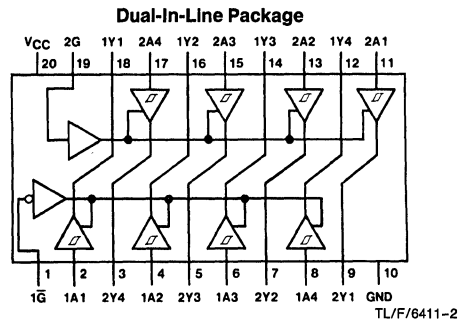 Dual-In-Line Package
VCC 2G 1Y1 2A4 1Y2 2A3 1Y3 2A2 1Y4 2A1
20 19 18 17 16 15 14 13 12 11
1 2 3 4 5 6 7 8 9 10
1G̅ 1A1 2Y4 1A2 2Y3 1A3 2Y2 1A4 2Y1 GND
TL/F/6411-2